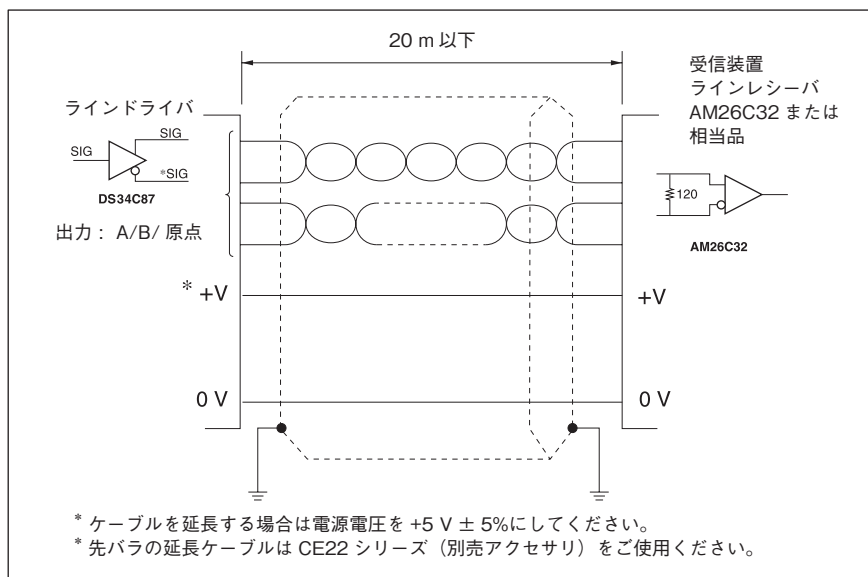 20 m 以下
受信装置
ラインレシーバ
AM26C32 または
相当品
ラインドライバ
SIG
SIG
*SIG
DS34C87
出力： A/B/ 原点
120
AM26C32
* +V
+V
0 V
0 V
* ケーブルを延長する場合は電源電圧を +5 V ± 5%にしてください。
* 先バラの延長ケーブルは CE22 シリーズ（別売アクセサリ）をご使用ください。